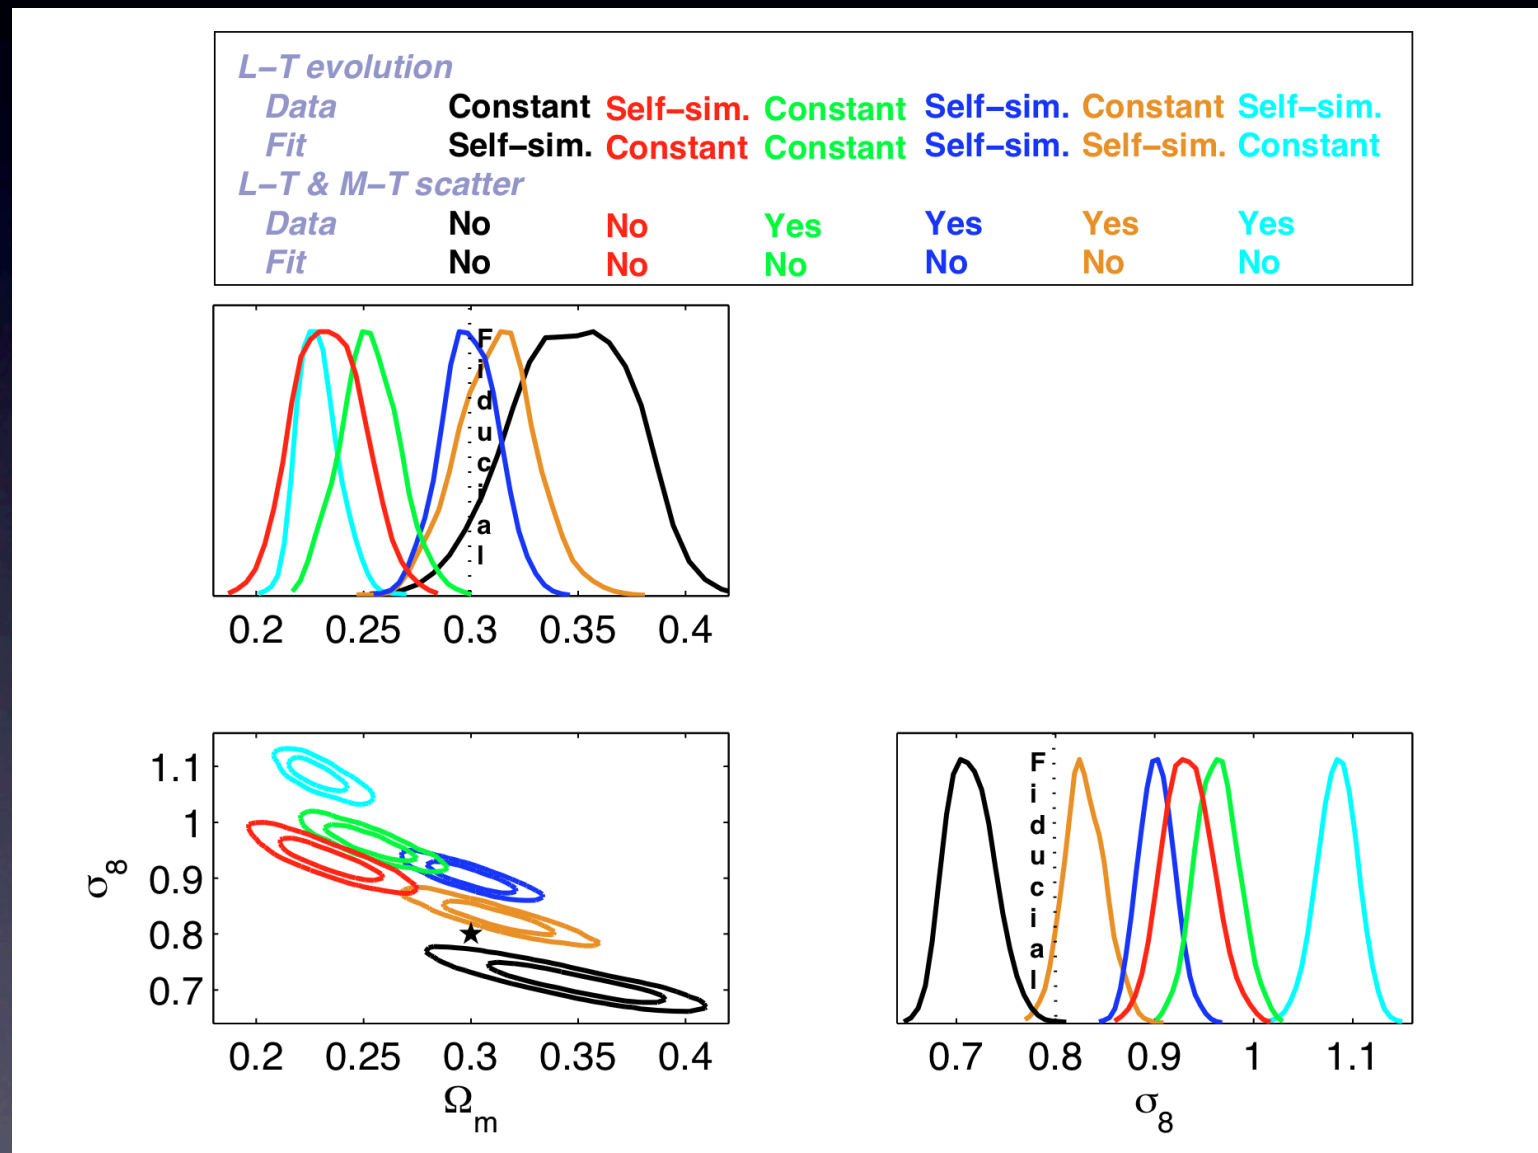 L–T evolution
Data Constant Self–sim. Constant Self–sim. Constant Self–sim.
Fit Self–sim. Constant Constant Self–sim. Self–sim. Constant
L–T & M–T scatter
Data No No Yes Yes Yes Yes
Fit No No No No No No
Fiducial
0.2 0.25 0.3 0.35 0.4
1.1
1
0.9
0.8
0.7
σ8
0.2 0.25 0.3 0.35 0.4
Ωm
Fiducial
0.7 0.8 0.9 1 1.1
σ8